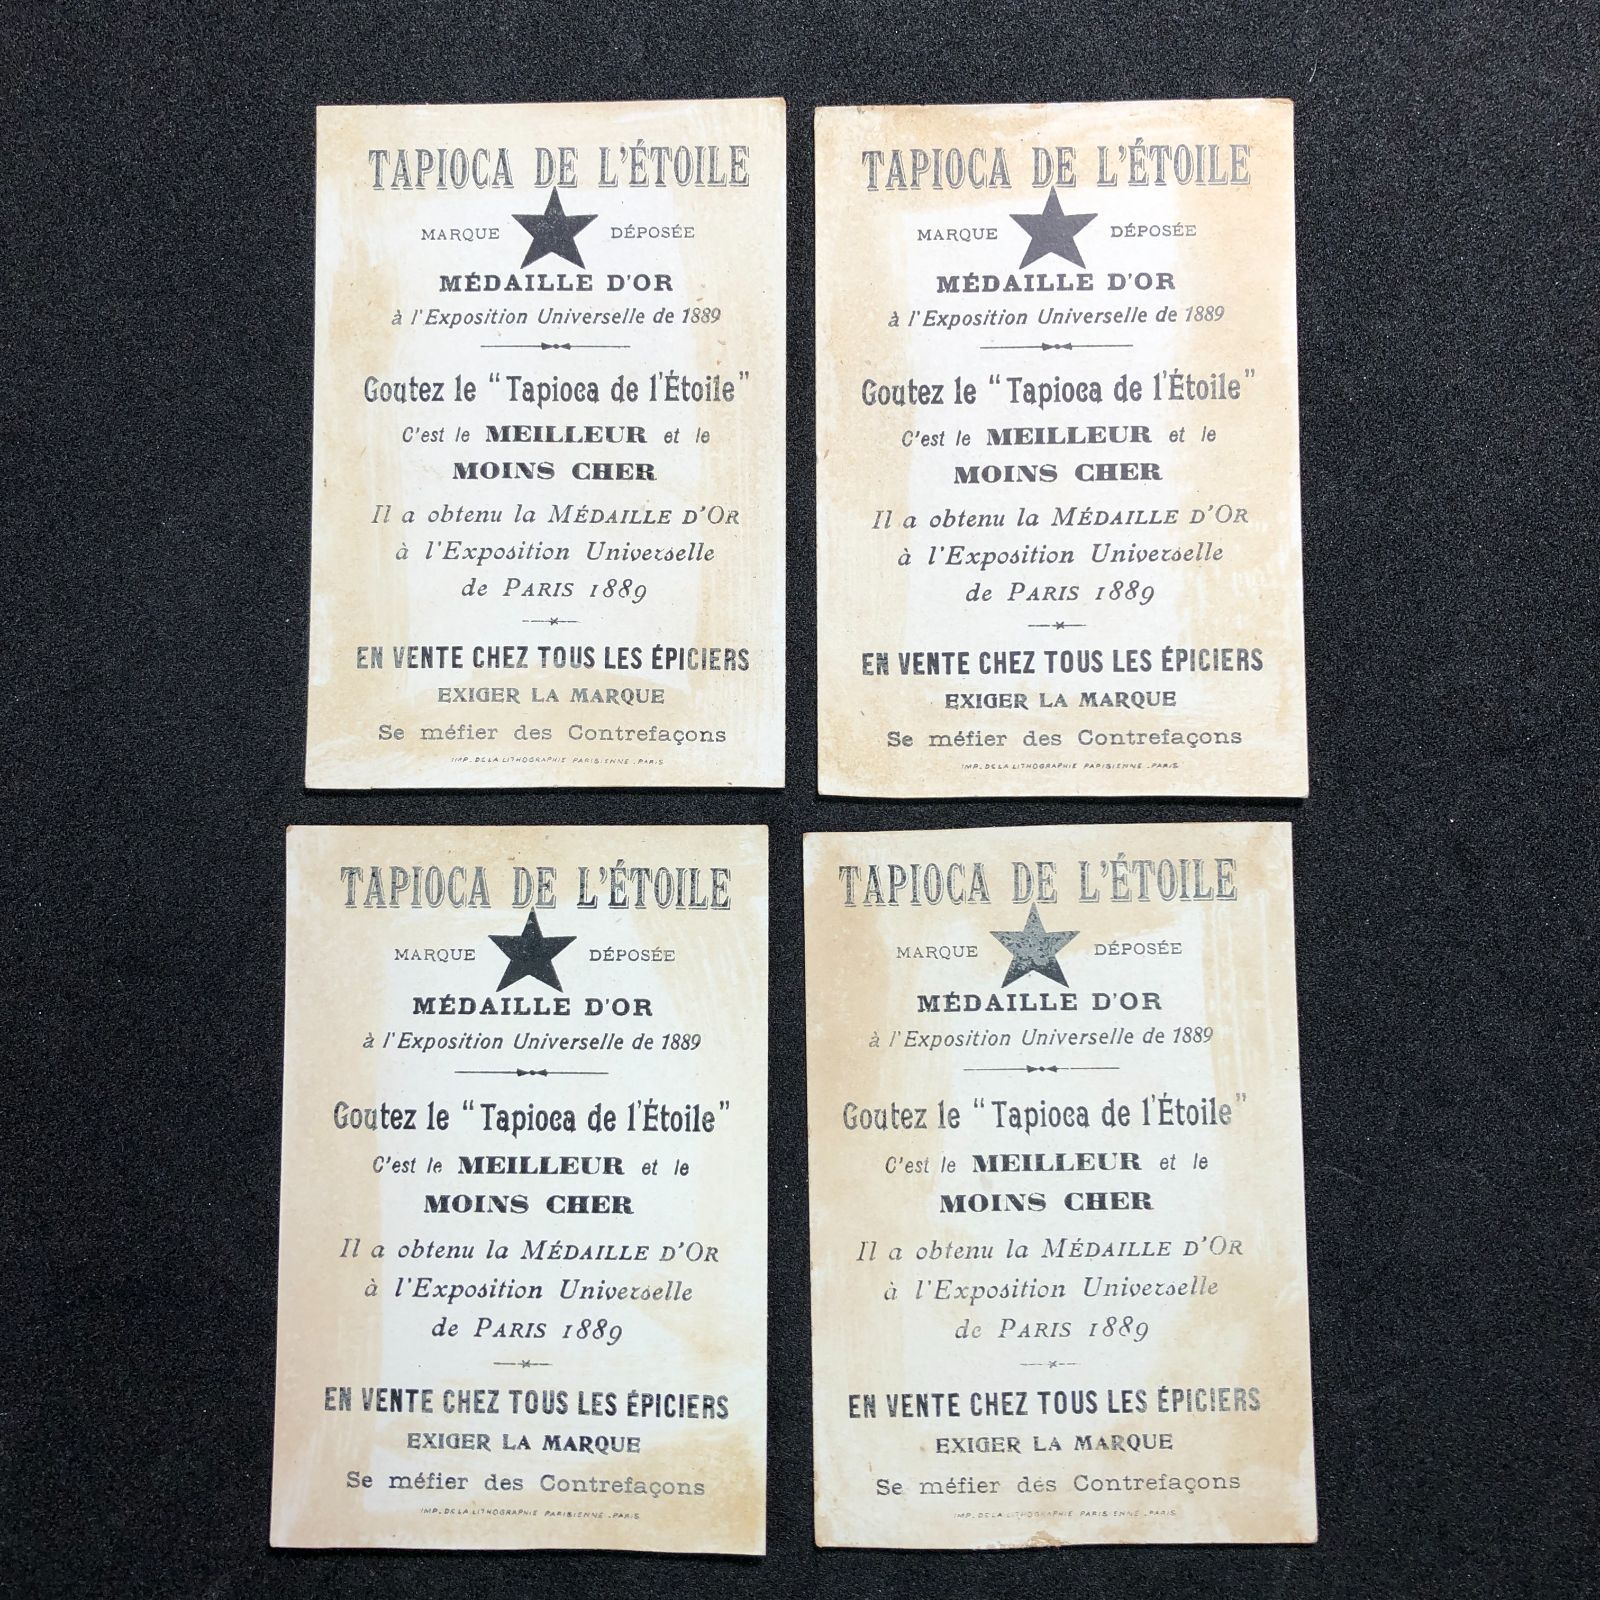 TAPIOCA DE L'ÉTOILE
MARQUE DÉPOSÉE
MÉDAILLE D'OR
à l'Exposition Universelle de 1889
Goutez le "Tapioca de l'Étoile"
C'est le MEILLEUR et le
MOINS CHER
Il a obtenu la MÉDAILLE D'OR
à l'Exposition Universelle
de PARIS 1889
EN VENTE CHEZ TOUS LES ÉPICIERS
EXIGER LA MARQUE
Se méfier des Contrefaçons
IMP. DE LA LITHOGRAPHIE PARISIENNE . PARIS
TAPIOCA DE L'ÉTOILE
MARQUE DÉPOSÉE
MÉDAILLE D'OR
à l'Exposition Universelle de 1889
Goutez le "Tapioca de l'Étoile"
C'est le MEILLEUR et le
MOINS CHER
Il a obtenu la MÉDAILLE D'OR
à l'Exposition Universelle
de PARIS 1889
EN VENTE CHEZ TOUS LES ÉPICIERS
EXIGER LA MARQUE
Se méfier des Contrefaçons
IMP. DE LA LITHOGRAPHIE PARISIENNE . PARIS
TAPIOCA DE L'ÉTOILE
MARQUE DÉPOSÉE
MÉDAILLE D'OR
à l'Exposition Universelle de 1889
Goutez le "Tapioca de l'Étoile"
C'est le MEILLEUR et le
MOINS CHER
Il a obtenu la MÉDAILLE D'OR
à l'Exposition Universelle
de PARIS 1889
EN VENTE CHEZ TOUS LES ÉPICIERS
EXIGER LA MARQUE
Se méfier des Contrefaçons
IMP. DE LA LITHOGRAPHIE PARISIENNE . PARIS
TAPIOCA DE L'ÉTOILE
MARQUE DÉPOSÉE
MÉDAILLE D'OR
à l'Exposition Universelle de 1889
Goutez le "Tapioca de l'Étoile"
C'est le MEILLEUR et le
MOINS CHER
Il a obtenu la MÉDAILLE D'OR
à l'Exposition Universelle
de PARIS 1889
EN VENTE CHEZ TOUS LES ÉPICIERS
EXIGER LA MARQUE
Se méfier des Contrefaçons
IMP. DE LA LITHOGRAPHIE PARISIENNE . PARIS